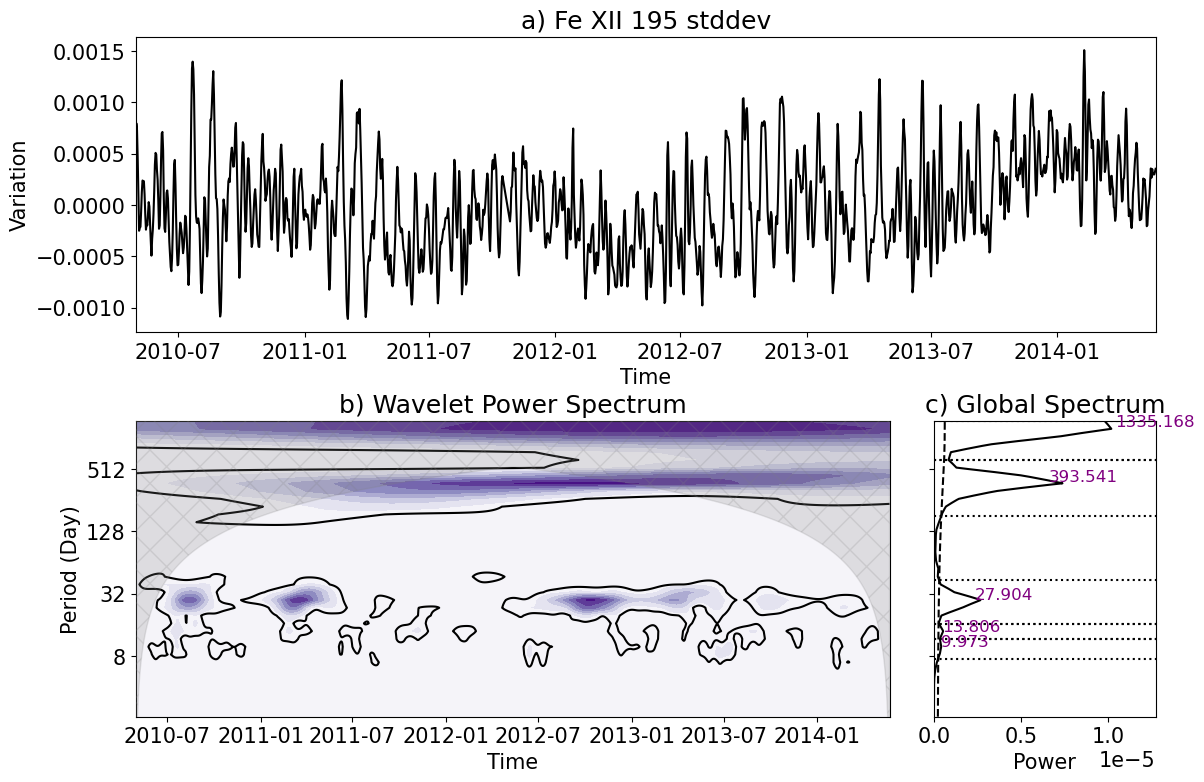 a) Fe XII 195 stddev
0.0015
0.0010
0.0005
0.0000
−0.0005
−0.0010
Variation
2010-07 2011-01 2011-07 2012-01 2012-07 2013-01 2013-07 2014-01
Time
b) Wavelet Power Spectrum
512
128
32
8
Period (Day)
2010-07 2011-01 2011-07 2012-01 2012-07 2013-01 2013-07 2014-01
Time
c) Global Spectrum
1335.168
393.541
27.904
13.806
9.973
0.0 0.5 1.0
Power 1e−5